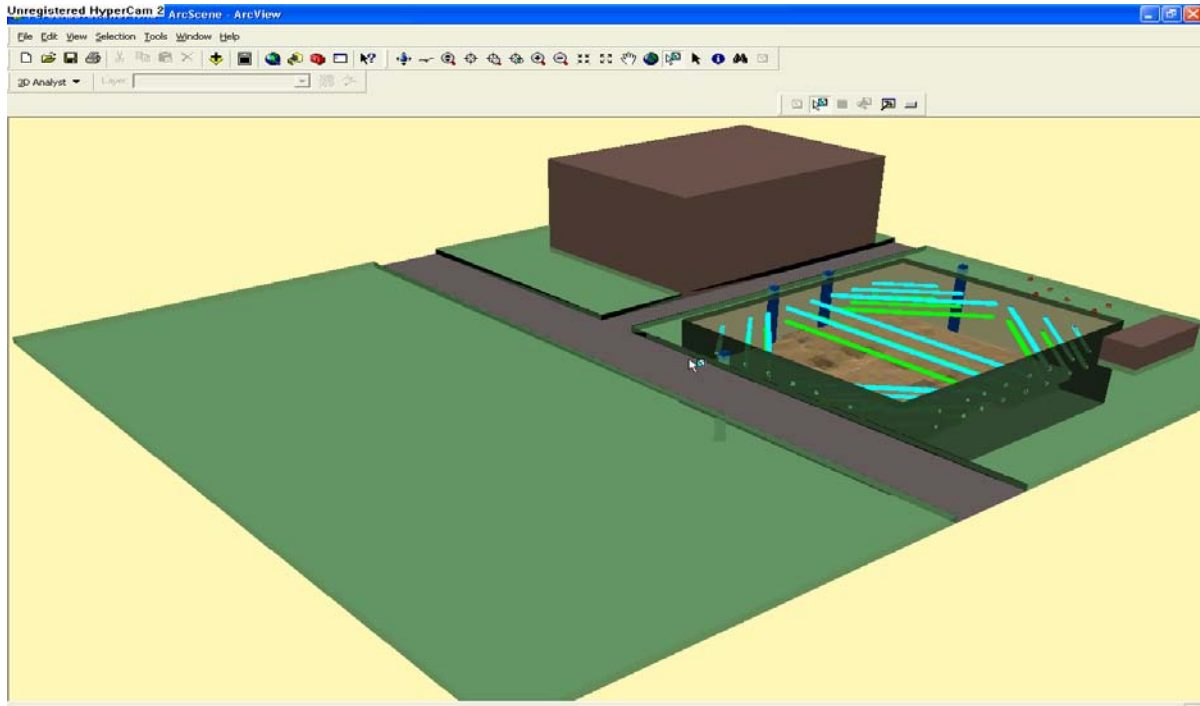 Unregistered HyperCam 2
ArcScene - ArcView
File Edit View Selection Tools Window Help
3D Analyst
Layer: